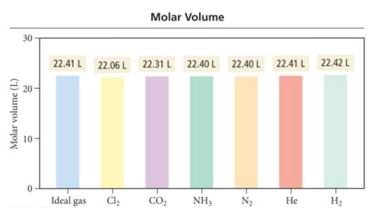 Molar Volume
Molar volume (L)
30
20
10
0
22.41 L 22.06 L 22.31 L 22.40 L 22.40 L 22.41 L 22.42 L
Ideal gas Cl₂ CO₂ NH₃ N₂ He H₂